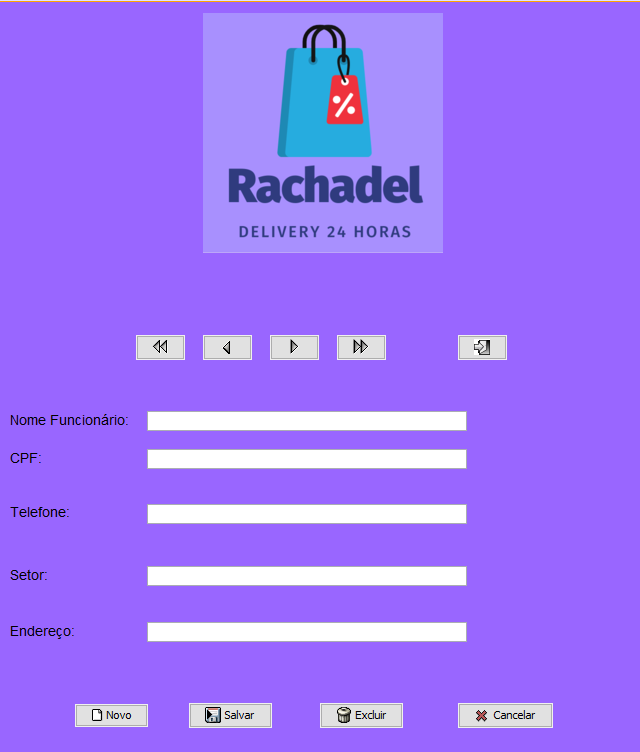 %
Rachadel
DELIVERY 24 HORAS
Nome Funcionário:
CPF:
Telefone:
Setor:
Endereço:
Novo Salvar Excluir Cancelar